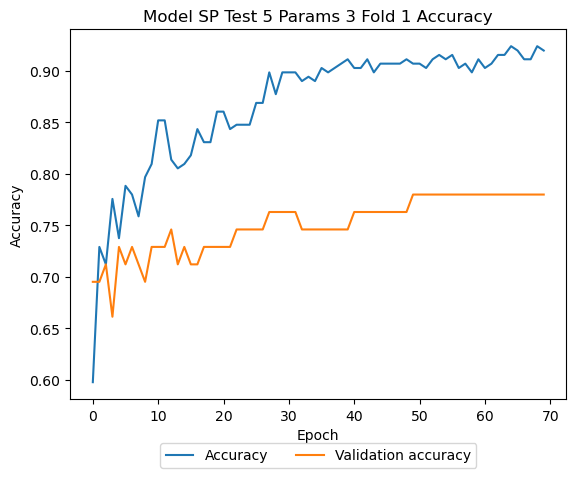 Model SP Test 5 Params 3 Fold 1 Accuracy
Accuracy
0.90
0.85
0.80
0.75
0.70
0.65
0.60
0 10 20 30 40 50 60 70
Epoch
Accuracy Validation accuracy